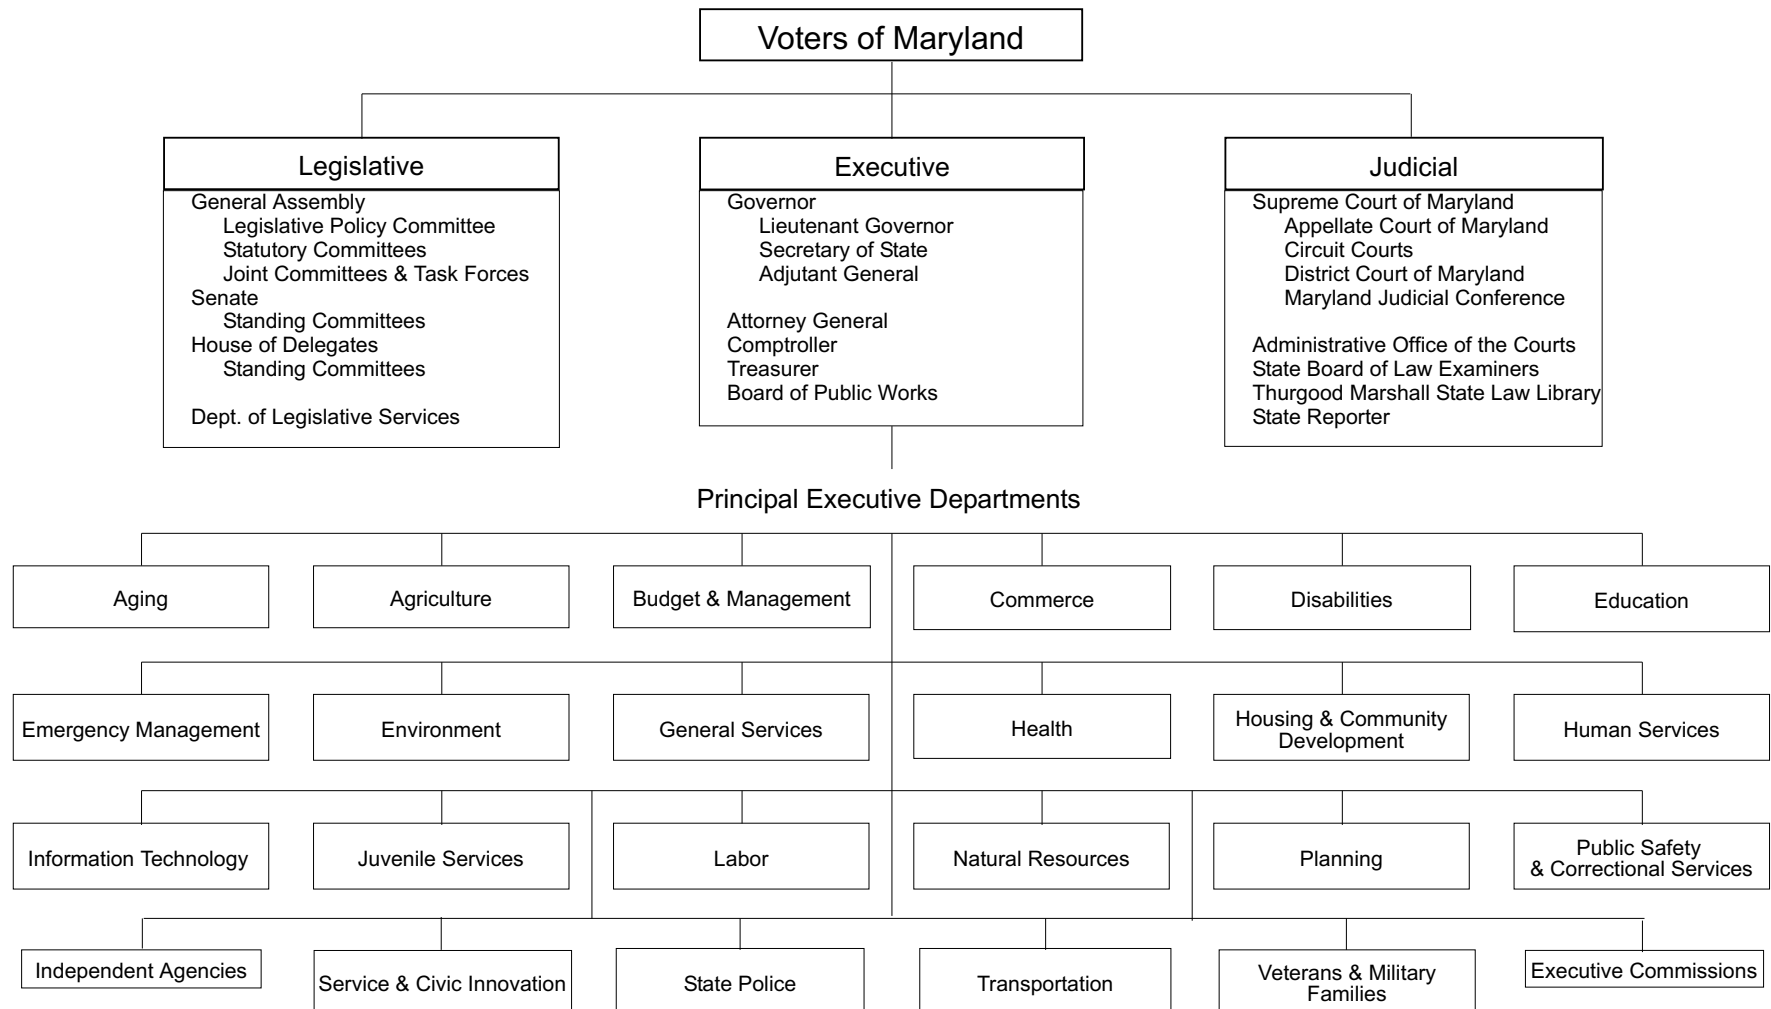 Voters of Maryland
Legislative
General Assembly
Legislative Policy Committee
Statutory Committees
Joint Committees & Task Forces
Senate
Standing Committees
House of Delegates
Standing Committees
Dept. of Legislative Services
Executive
Governor
Lieutenant Governor
Secretary of State
Adjutant General
Attorney General
Comptroller
Treasurer
Board of Public Works
Judicial
Supreme Court of Maryland
Appellate Court of Maryland
Circuit Courts
District Court of Maryland
Maryland Judicial Conference
Administrative Office of the Courts
State Board of Law Examiners
Thurgood Marshall State Law Library
State Reporter
Principal Executive Departments
Aging
Agriculture
Budget & Management
Commerce
Disabilities
Education
Emergency Management
Environment
General Services
Health
Housing & Community
Development
Human Services
Information Technology
Juvenile Services
Labor
Natural Resources
Planning
Public Safety
& Correctional Services
Independent Agencies
Service & Civic Innovation
State Police
Transportation
Veterans & Military
Families
Executive Commissions